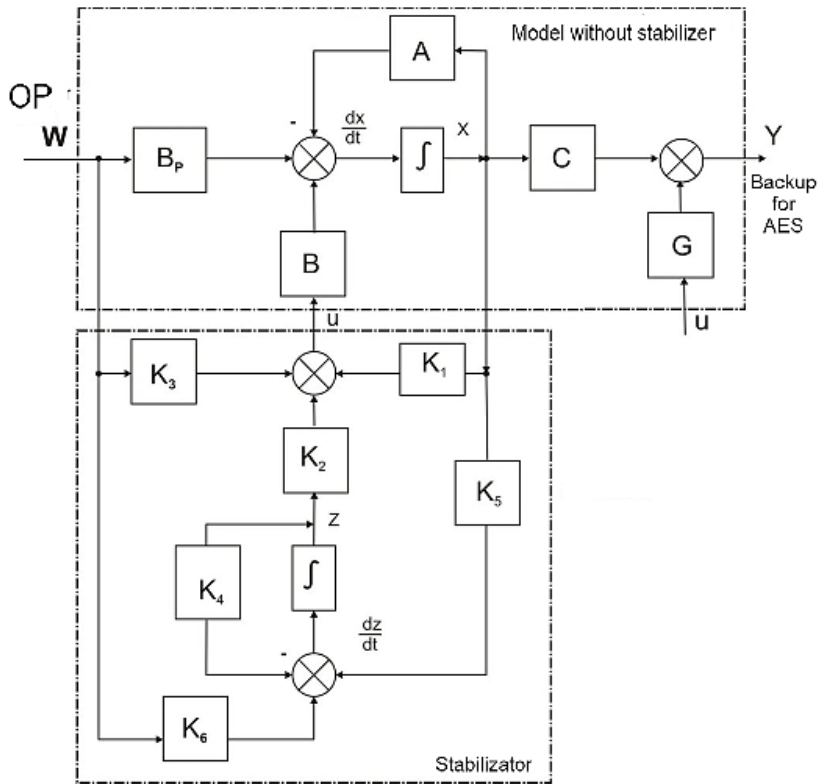 Model without stabilizer
A
OP
W
-
dx
dt
x
Y
B_P
∫
C
Backup
for
AES
B
G
u
u
K_3
K_1
K_2
K_5
z
K_4
∫
-
dz
dt
K_6
Stabilizator